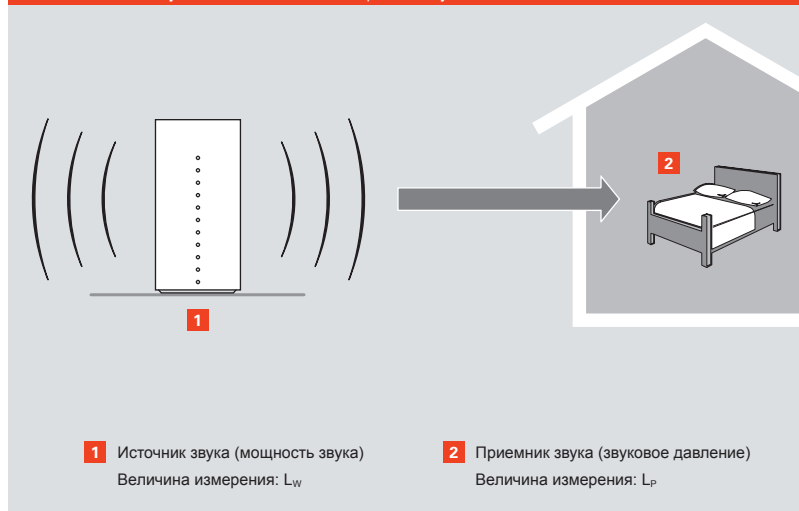 2
1
1 Источник звука (мощность звука)
Величина измерения: LW
2 Приемник звука (звуковое давление)
Величина измерения: LP